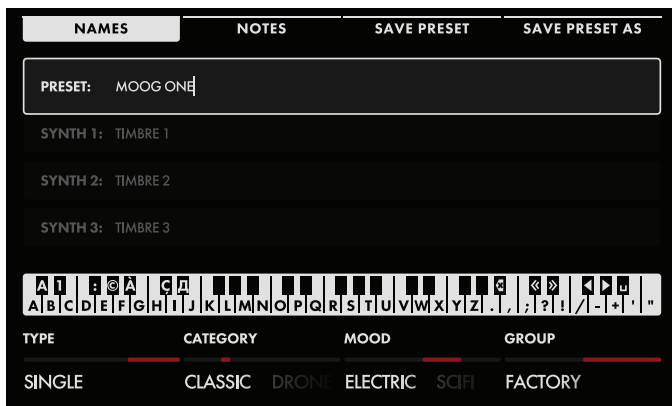 NAMES NOTES SAVE PRESET SAVE PRESET AS
PRESET: MOOG ONE
SYNTH 1: TIMBRE 1
SYNTH 2: TIMBRE 2
SYNTH 3: TIMBRE 3
A 1 : © À Ç Д « »
A B C D E F G H I J K L M N O P Q R S T U V W X Y Z . , ; ? ! / - + ' "
TYPE CATEGORY MOOD GROUP
SINGLE CLASSIC DRONE ELECTRIC SCIFI FACTORY